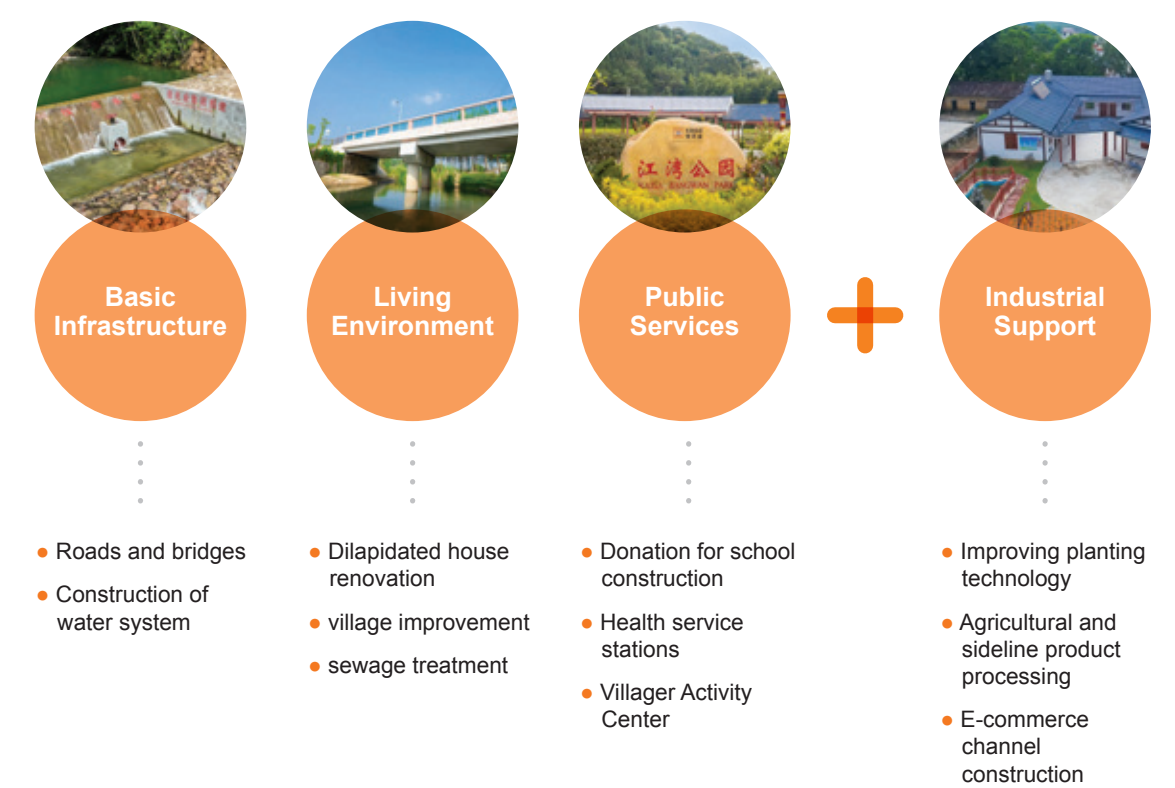 江湾公园
Basic
Infrastructure
Living
Environment
Public
Services
Industrial
Support
● Roads and bridges
● Construction of
water system
● Dilapidated house
renovation
● village improvement
● sewage treatment
● Donation for school
construction
● Health service
stations
● Villager Activity
Center
● Improving planting
technology
● Agricultural and
sideline product
processing
● E-commerce
channel
construction